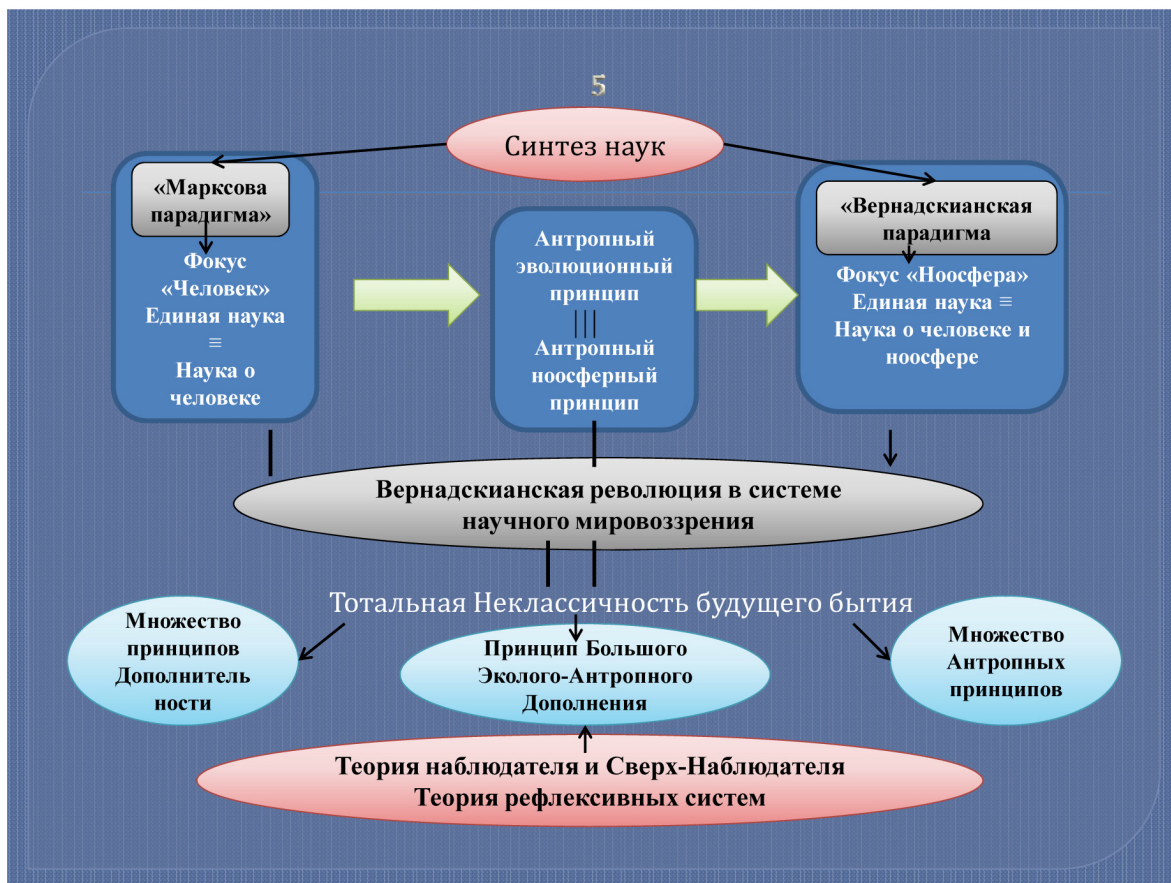 5
Синтез наук
«Марксова
парадигма»
Фокус
«Человек»
Единая наука
≡
Наука о
человеке
Антропный
эволюционный
принцип
|||
Антропный
ноосферный
принцип
«Вернадскианская
парадигма
Фокус «Ноосфера»
Единая наука ≡
Наука о человеке и
ноосфере
Вернадскианская революция в системе
научного мировоззрения
Тотальная Неклассичность будущего бытия
Множество
принципов
Дополнитель
ности
Принцип Большого
Эколого-Антропного
Дополнения
Множество
Антропных
принципов
Теория наблюдателя и Сверх-Наблюдателя
Теория рефлексивных систем